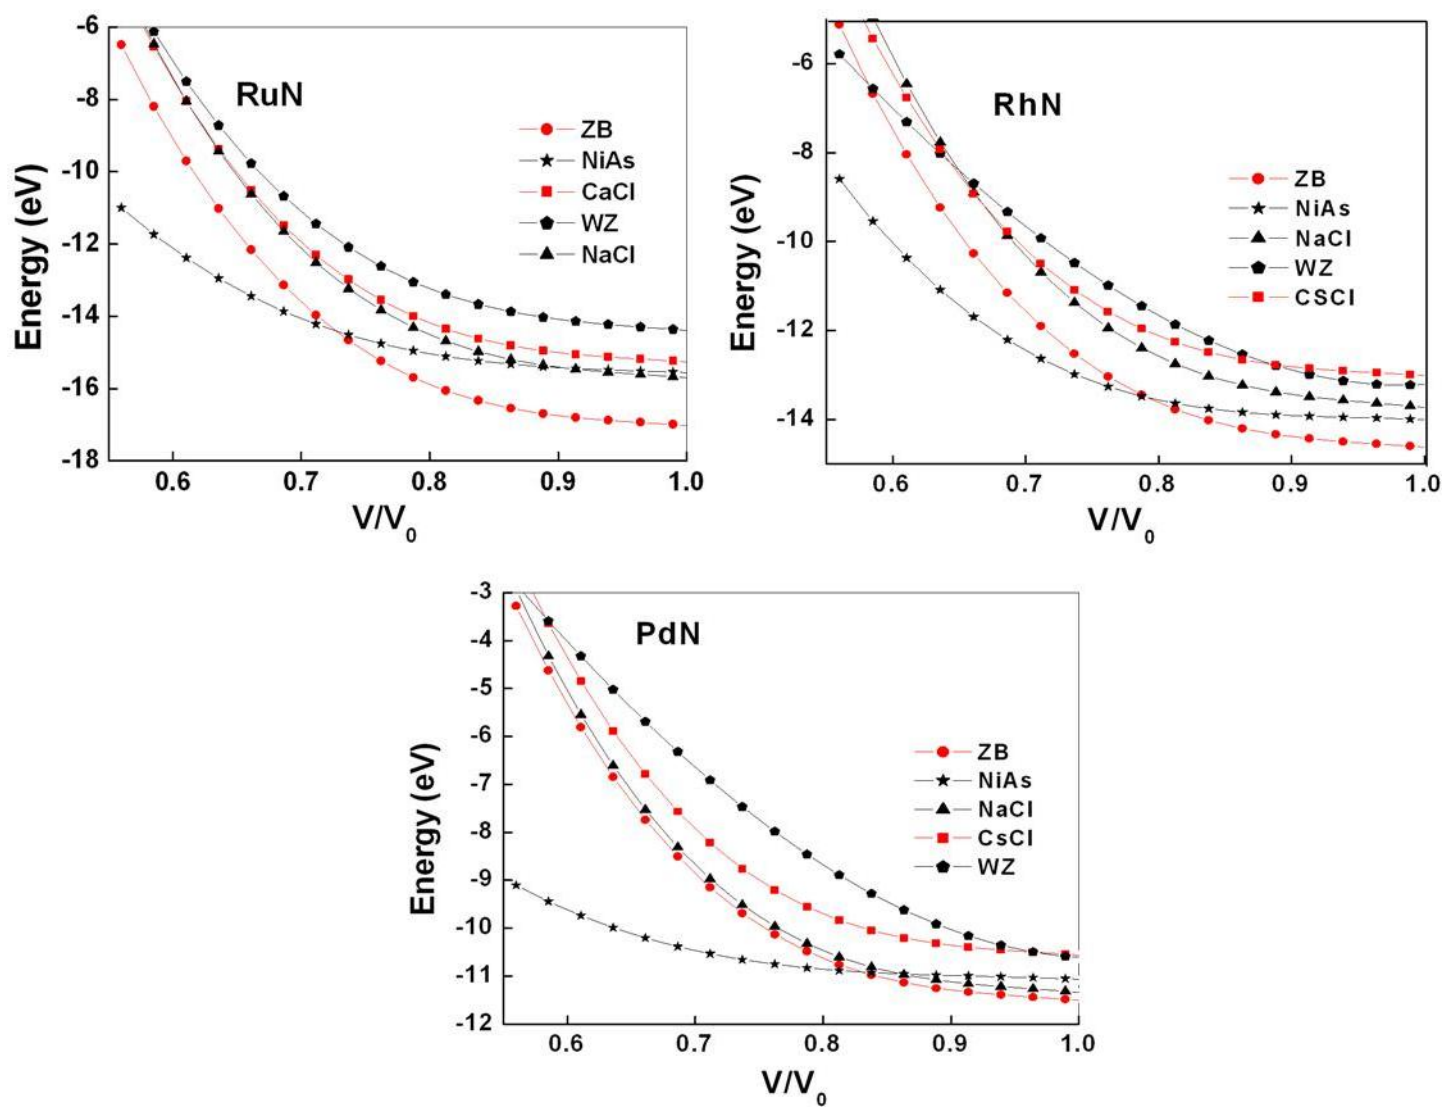 RuN
Energy (eV)
-6
-8
-10
-12
-14
-16
-18
ZB
NiAs
CaCl
WZ
NaCl
0.6 0.7 0.8 0.9 1.0
V/V0
RhN
Energy (eV)
-6
-8
-10
-12
-14
ZB
NiAs
NaCl
WZ
CSCl
0.6 0.7 0.8 0.9 1.0
V/V0
PdN
Energy (eV)
-3
-4
-5
-6
-7
-8
-9
-10
-11
-12
ZB
NiAs
NaCl
CsCl
WZ
0.6 0.7 0.8 0.9 1.0
V/V0